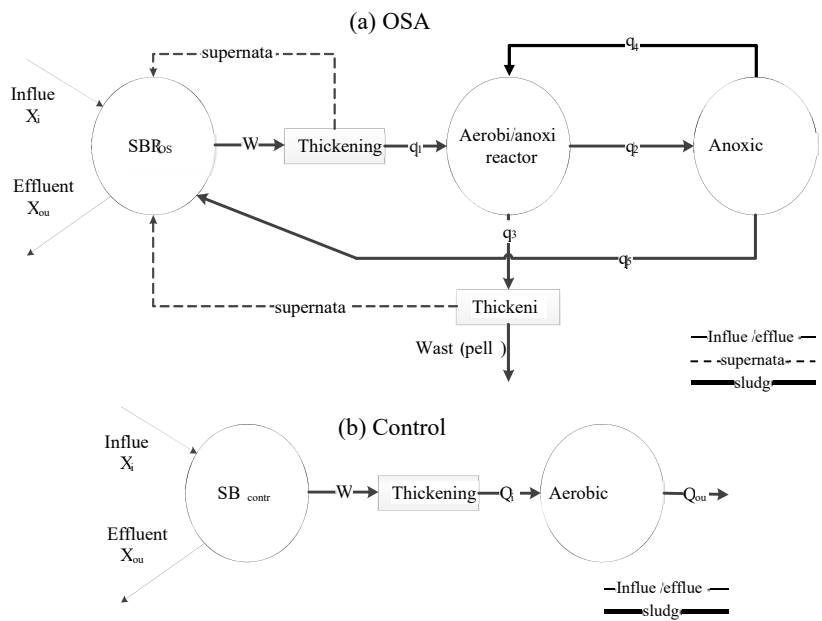 (a) OSA
supernata
q4
Influe
Xi
SBROS
W
Thickening
q1
Aerobi/anoxi
reactor
q2
Anoxic
Effluent
Xou
q3
q5
supernata
Thickeni
Wast (pell )
Influe /efflue
supernata
sludg
(b) Control
Influe
Xi
SB contr
W
Thickening
Qi
Aerobic
Qou
Effluent
Xou
Influe /efflue
sludg